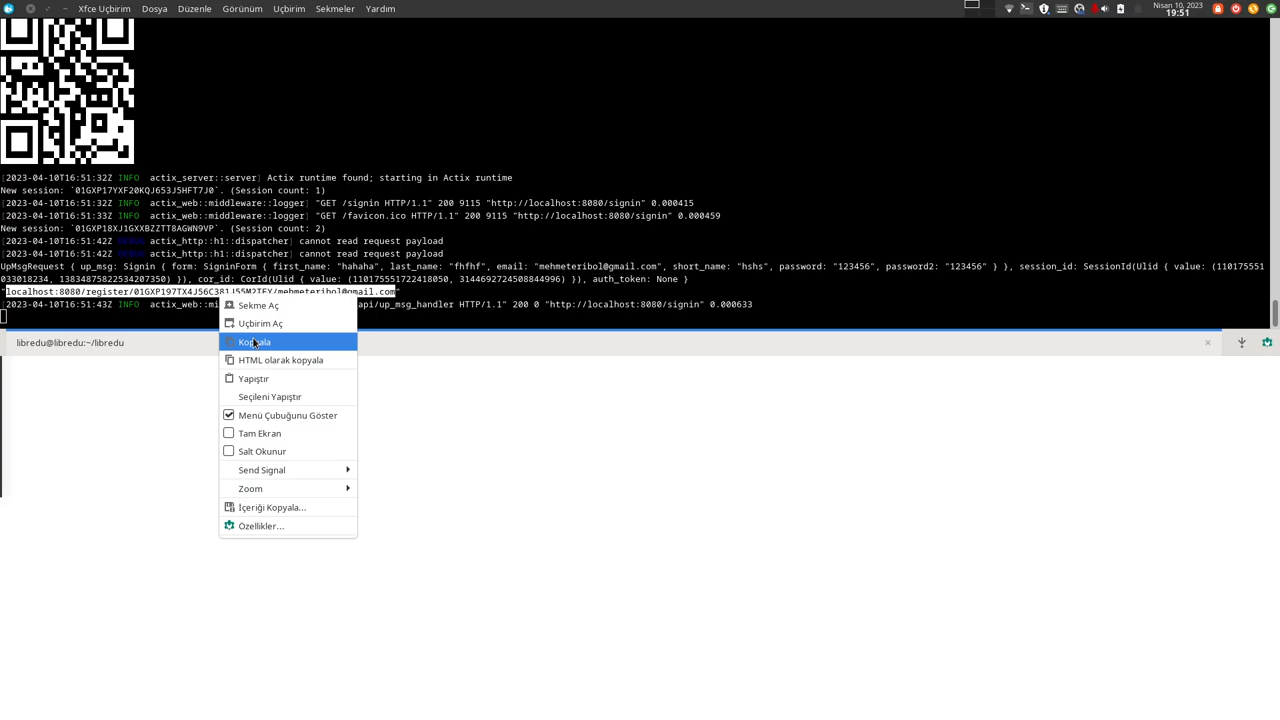 Xfce Uçbirim Dosya Düzenle Görünüm Uçbirim Sekmeler Yardım
Nisan 10, 2023
19:51
[2023-04-10T16:51:32Z INFO actix_server::server] Actix runtime found; starting in Actix runtime
New session: `01GXP17YXF20KQJ653J5HFT7J0`. (Session count: 1)
[2023-04-10T16:51:32Z INFO actix_web::middleware::logger] "GET /signin HTTP/1.1" 200 9115 "http://localhost:8080/signin" 0.000415
[2023-04-10T16:51:33Z INFO actix_web::middleware::logger] "GET /favicon.ico HTTP/1.1" 200 9115 "http://localhost:8080/signin" 0.000459
New session: `01GXP18XJ1GXXBZZTT8AGWN9VP`. (Session count: 2)
[2023-04-10T16:51:42Z DEBUG actix_http::h1::dispatcher] cannot read request payload
[2023-04-10T16:51:42Z DEBUG actix_http::h1::dispatcher] cannot read request payload
UpMsgRequest { up_msg: Signin { form: SigninForm { first_name: "hahaha", last_name: "fhfhf", email: "mehmeteribol@gmail.com", short_name: "hshs", password: "123456", password2: "123456" } }, session_id: SessionId(Ulid { value: (110175551
033018234, 13834875822534207350) }), cor_id: CorId(Ulid { value: (110175551722418050, 3144692724508844996) }), auth_token: None }
"localhost:8080/register/01GXP197TX4J56C381J55M2TEY/mehmeteribol@gmail.com"
[2023-04-10T16:51:43Z INFO actix_web::mi api/up_msg_handler HTTP/1.1" 200 0 "http://localhost:8080/signin" 0.000633
Sekme Aç
Uçbirim Aç
libredu@libredu:~/libredu
Kopyala
HTML olarak kopyala
Yapıştır
Seçileni Yapıştır
Menü Çubuğunu Göster
Tam Ekran
Salt Okunur
Send Signal
Zoom
İçeriği Kopyala...
Özellikler...